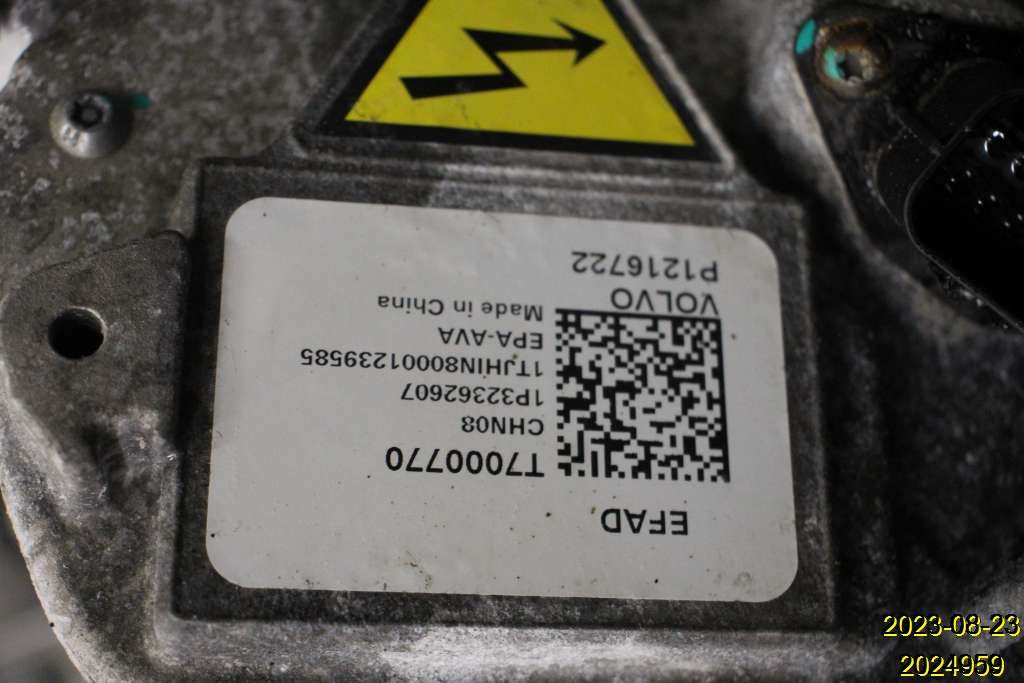 EFAD
T7000770
CHN08
1P32362607
1TJHIN80001239585
EPA-AVA
Made in China
VOLVO
P1216722
2023-08-23
2024959